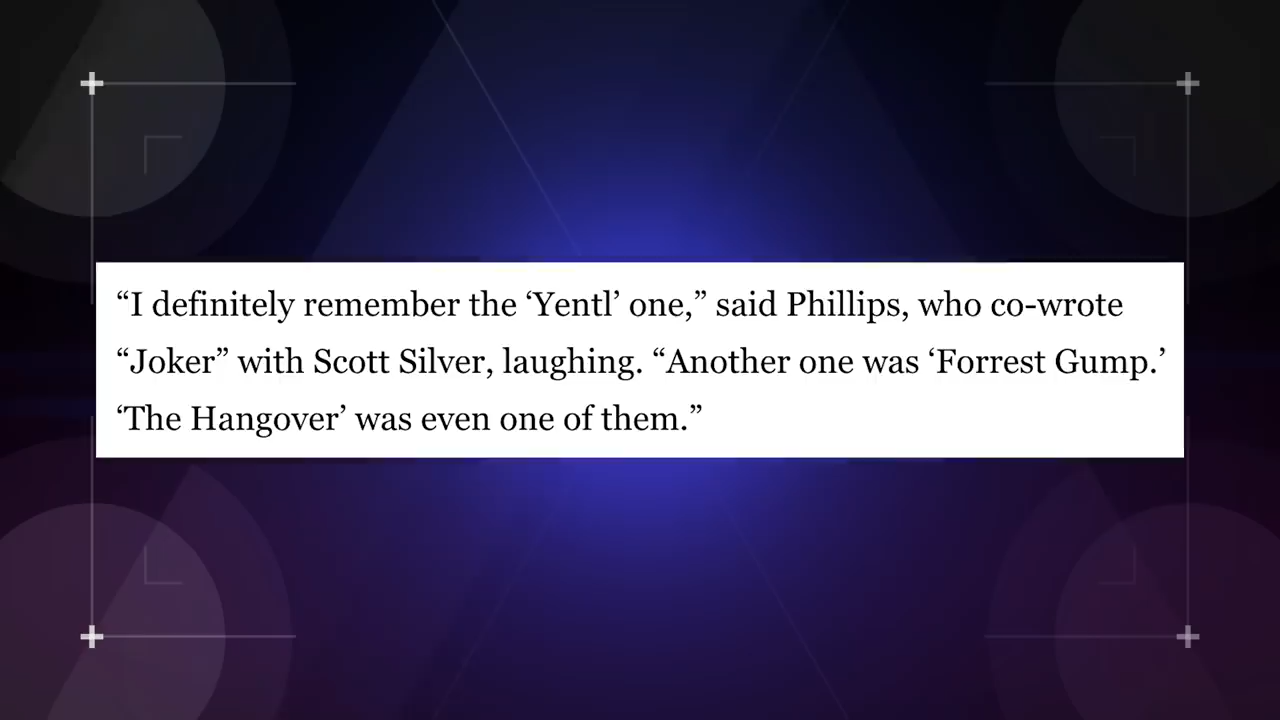 “I definitely remember the ‘Yentl’ one,” said Phillips, who co-wrote
“Joker” with Scott Silver, laughing. “Another one was ‘Forrest Gump.’
‘The Hangover’ was even one of them.”